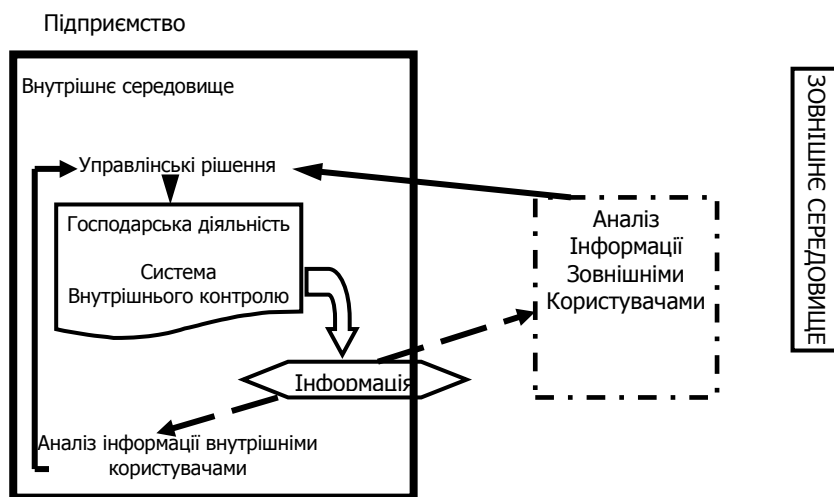 Підприємство
Внутрішнє середовище
Управлінські рішення
Господарська діяльність
Система
Внутрішнього контролю
Інформація
Аналіз інформації внутрішніми
користувачами
Аналіз
Інформації
Зовнішніми
Користувачами
ЗОВНІШНЄ СЕРЕДОВИЩЕ